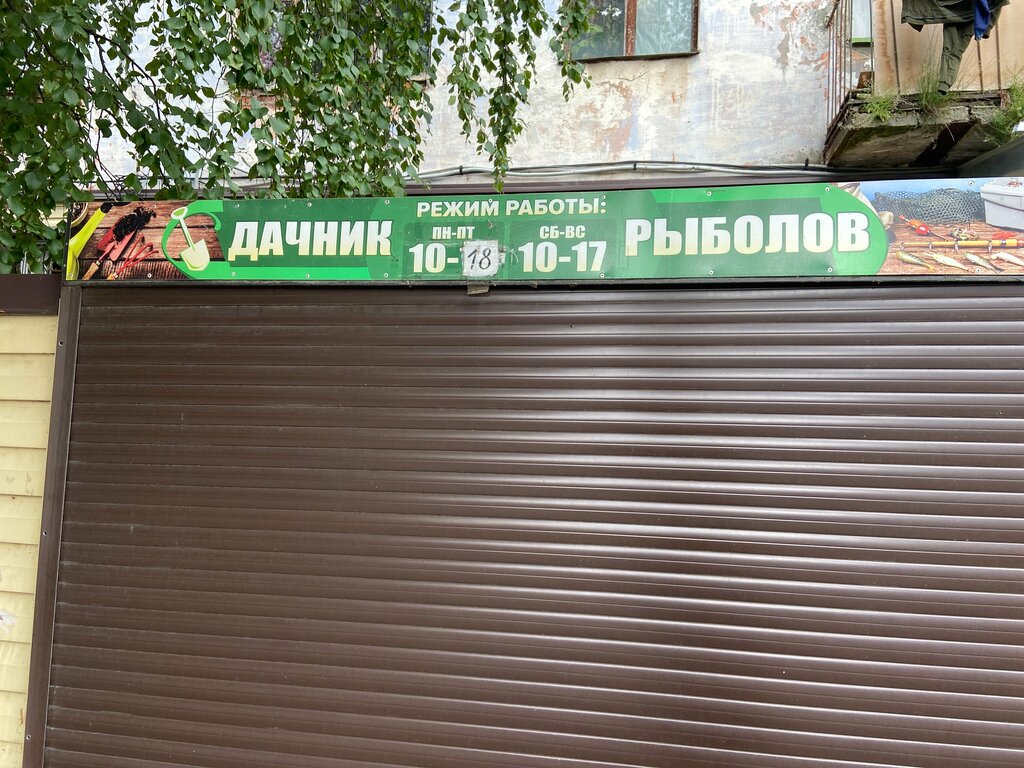 ДАЧНИК
РЕЖИМ РАБОТЫ:
ПН-ПТ
10-18
СБ-ВС
10-17
РЫБОЛОВ